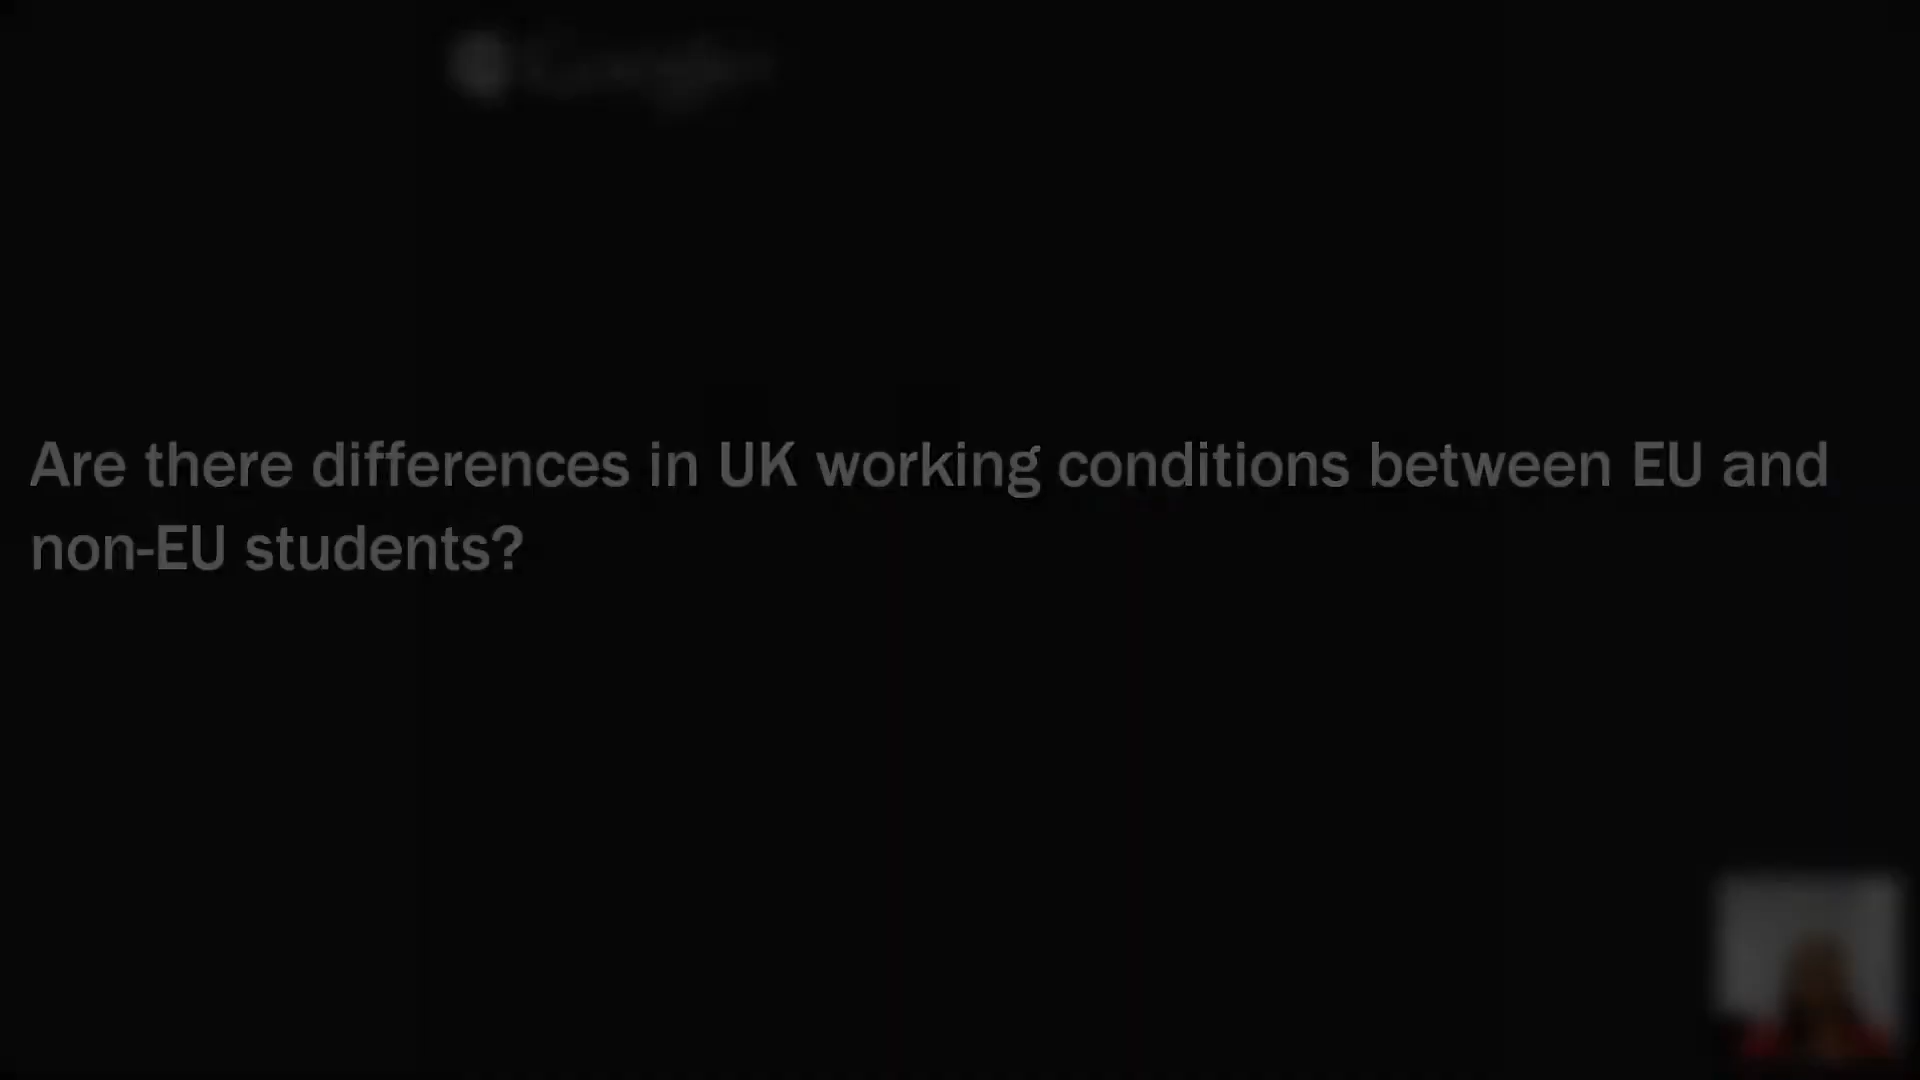 Are there differences in UK working conditions between EU and
non-EU students?